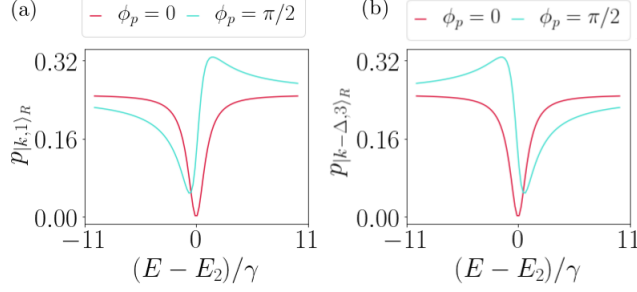 (a) — ϕ_p = 0 — ϕ_p = π/2
p_{|k,1⟩_R}
0.32
0.16
0.00
−11 0 11
(E − E_2)/γ
(b) — ϕ_p = 0 — ϕ_p = π/2
p_{|k−Δ,3⟩_R}
0.32
0.16
0.00
−11 0 11
(E − E_2)/γ